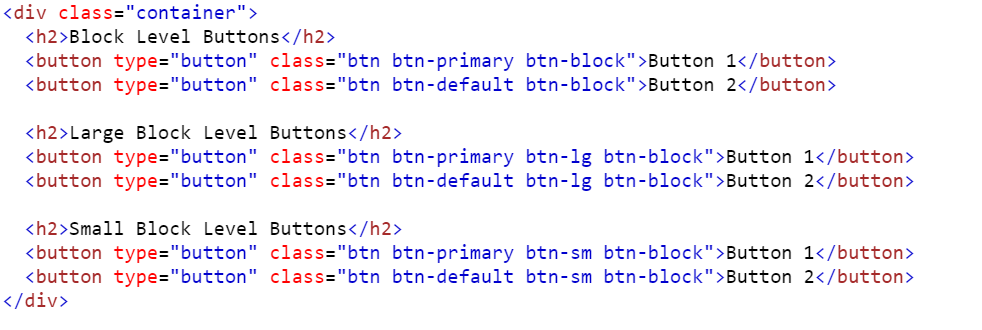 <div class="container">
  <h2>Block Level Buttons</h2>
  <button type="button" class="btn btn-primary btn-block">Button 1</button>
  <button type="button" class="btn btn-default btn-block">Button 2</button>

  <h2>Large Block Level Buttons</h2>
  <button type="button" class="btn btn-primary btn-lg btn-block">Button 1</button>
  <button type="button" class="btn btn-default btn-lg btn-block">Button 2</button>

  <h2>Small Block Level Buttons</h2>
  <button type="button" class="btn btn-primary btn-sm btn-block">Button 1</button>
  <button type="button" class="btn btn-default btn-sm btn-block">Button 2</button>
</div>